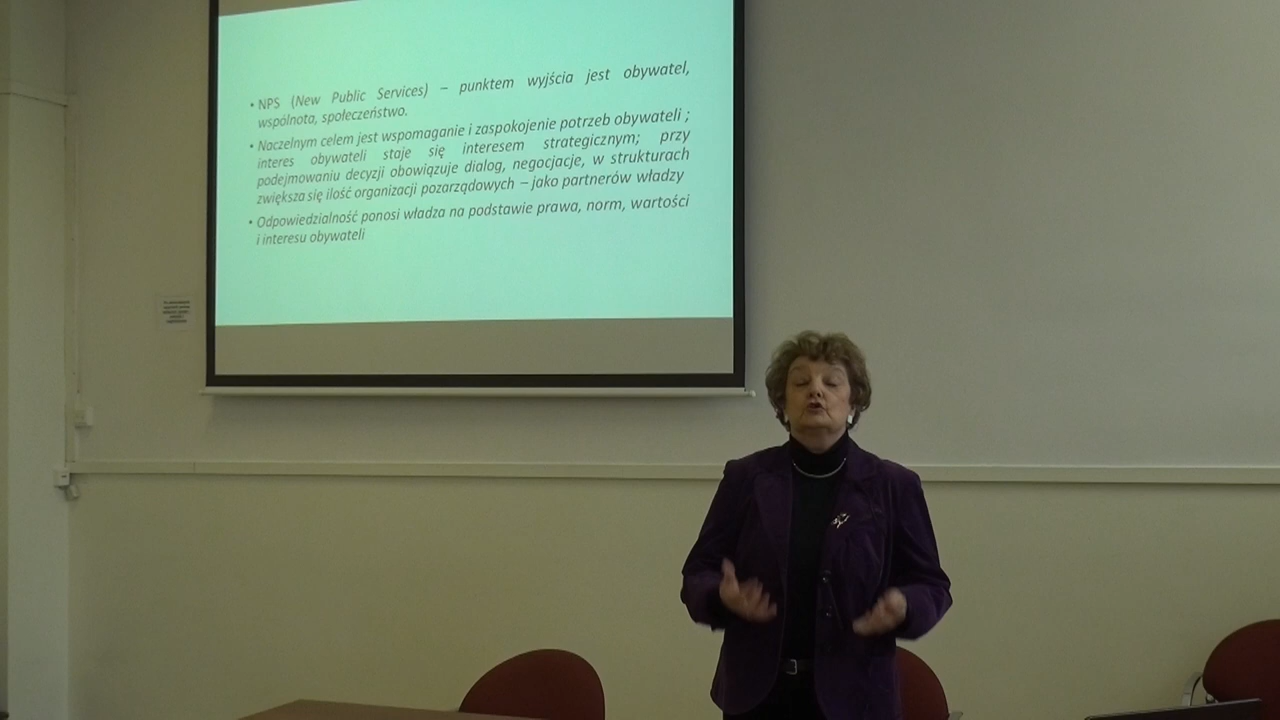 • NPS (New Public Services) – punktem wyjścia jest obywatel,
wspólnota, społeczeństwo.
• Naczelnym celem jest wspomaganie i zaspokojenie potrzeb obywateli ;
interes obywateli staje się interesem strategicznym; przy
podejmowaniu decyzji obowiązuje dialog, negocjacje, w strukturach
zwiększa się ilość organizacji pozarządowych – jako partnerów władzy
• Odpowiedzialność ponosi władza na podstawie prawa, norm, wartości
i interesu obywateli